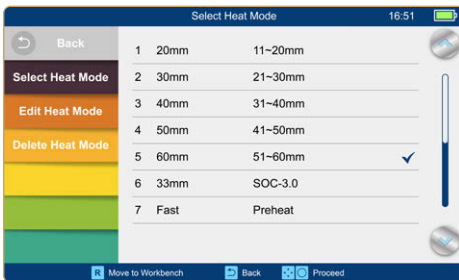 Select Heat Mode 16:51
Back
Select Heat Mode
Edit Heat Mode
Delete Heat Mode
1 20mm 11~20mm
2 30mm 21~30mm
3 40mm 31~40mm
4 50mm 41~50mm
5 60mm 51~60mm
6 33mm SOC-3.0
7 Fast Preheat
R Move to Workbench Back Proceed